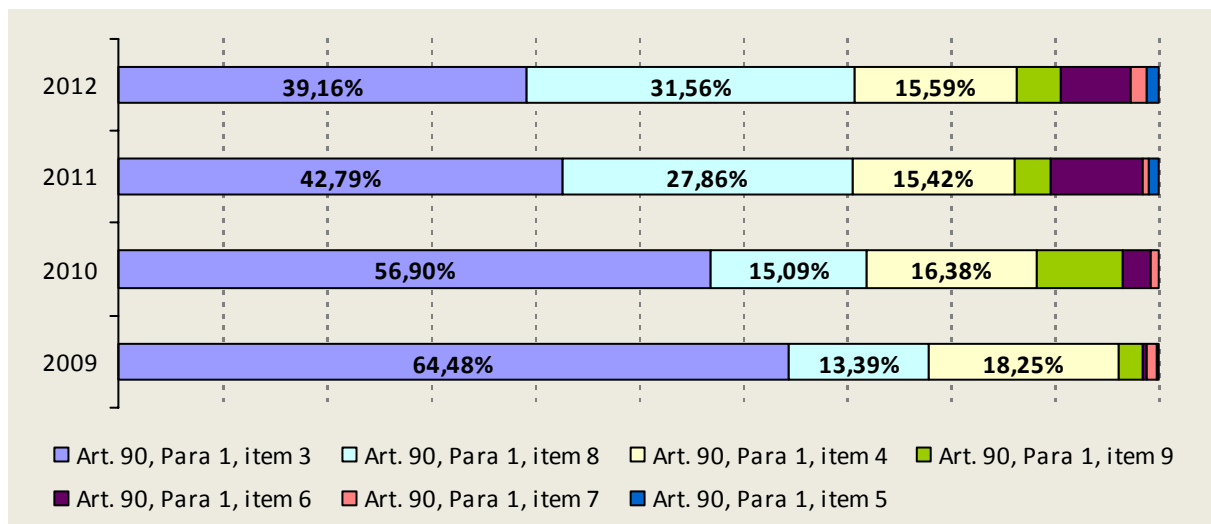 2012 39,16% 31,56% 15,59%
2011 42,79% 27,86% 15,42%
2010 56,90% 15,09% 16,38%
2009 64,48% 13,39% 18,25%
Art. 90, Para 1, item 3 Art. 90, Para 1, item 8 Art. 90, Para 1, item 4 Art. 90, Para 1, item 9
Art. 90, Para 1, item 6 Art. 90, Para 1, item 7 Art. 90, Para 1, item 5